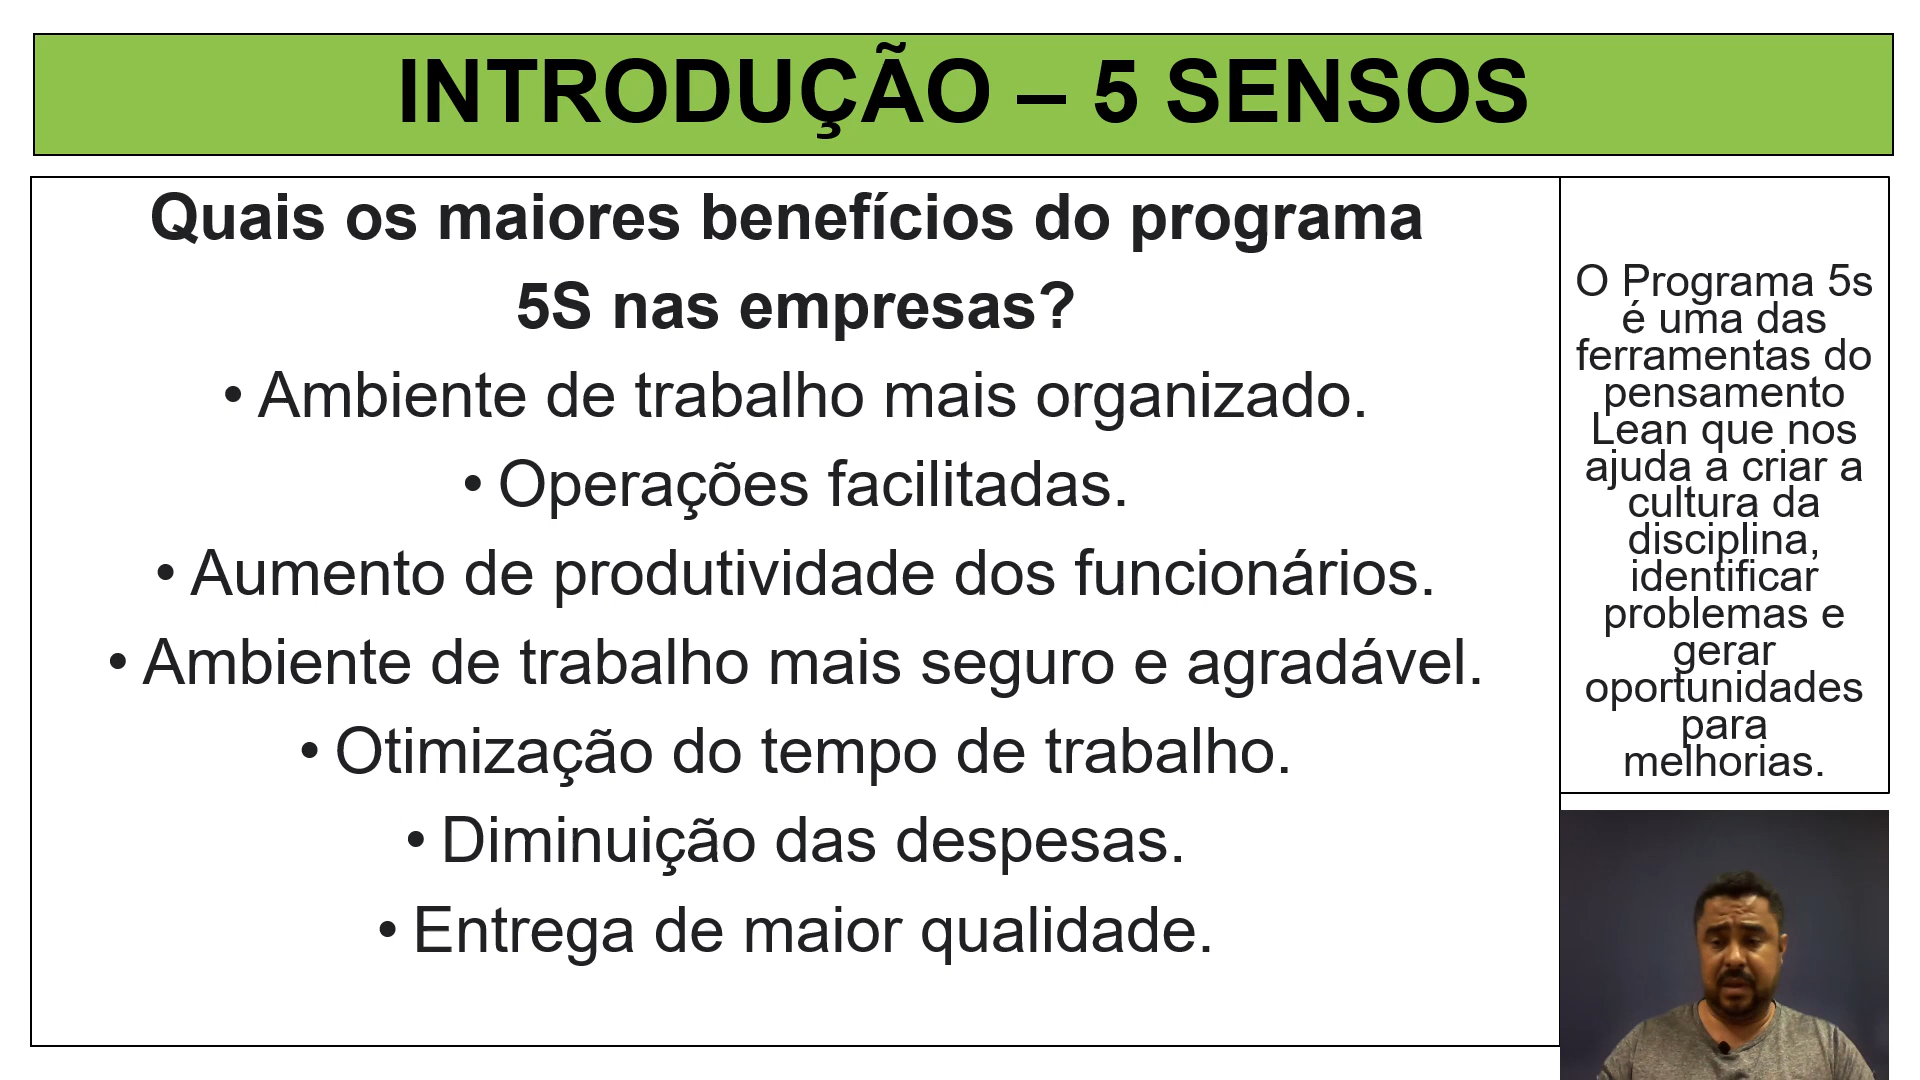 INTRODUÇÃO – 5 SENSOS
Quais os maiores benefícios do programa
5S nas empresas?
• Ambiente de trabalho mais organizado.
• Operações facilitadas.
• Aumento de produtividade dos funcionários.
• Ambiente de trabalho mais seguro e agradável.
• Otimização do tempo de trabalho.
• Diminuição das despesas.
• Entrega de maior qualidade.
O Programa 5s
é uma das
ferramentas do
pensamento
Lean que nos
ajuda a criar a
cultura da
disciplina,
identificar
problemas e
gerar
oportunidades
para
melhorias.